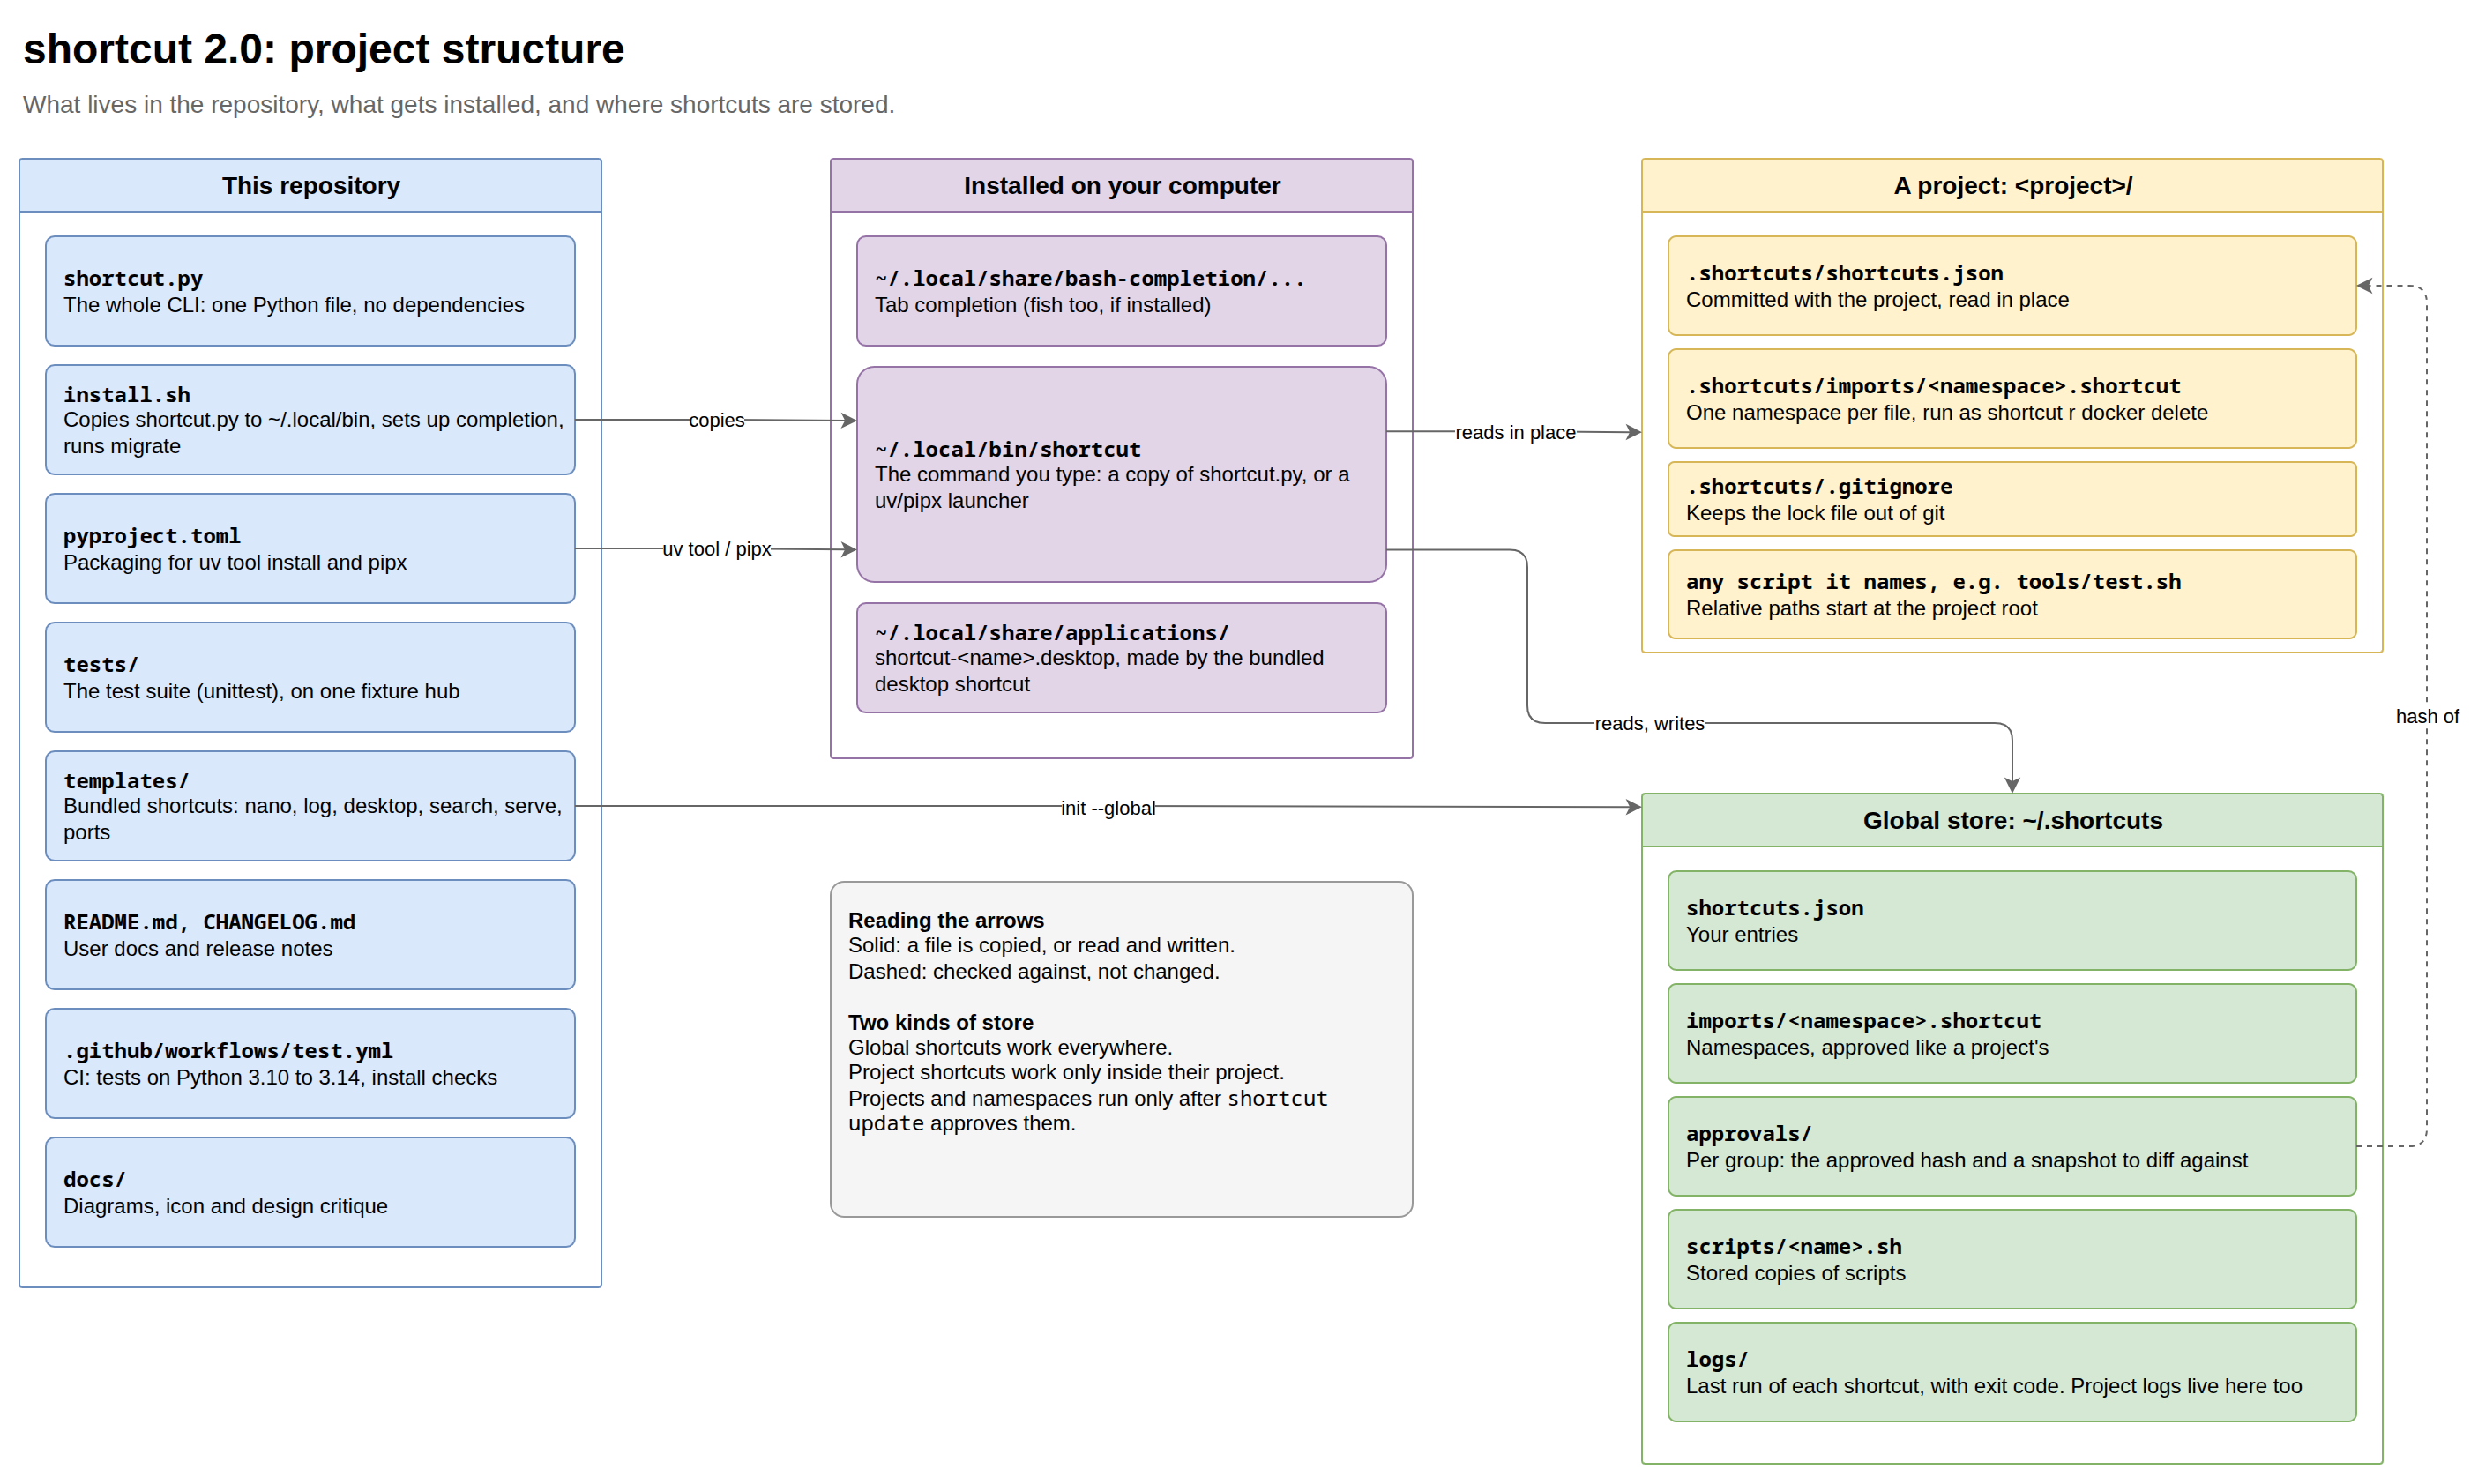 shortcut 2.0: project structure
What lives in the repository, what gets installed, and where shortcuts are stored.
This repository
shortcut.py
The whole CLI: one Python file, no dependencies
install.sh
Copies shortcut.py to ~/.local/bin, sets up completion,
runs migrate
pyproject.toml
Packaging for uv tool install and pipx
tests/
The test suite (unittest), on one fixture hub
templates/
Bundled shortcuts: nano, log, desktop, search, serve,
ports
README.md, CHANGELOG.md
User docs and release notes
.github/workflows/test.yml
CI: tests on Python 3.10 to 3.14, install checks
docs/
Diagrams, icon and design critique
copies
uv tool / pipx
init --global
Installed on your computer
~/.local/share/bash-completion/...
Tab completion (fish too, if installed)
~/.local/bin/shortcut
The command you type: a copy of shortcut.py, or a
uv/pipx launcher
~/.local/share/applications/
shortcut-<name>.desktop, made by the bundled
desktop shortcut
Reading the arrows
Solid: a file is copied, or read and written.
Dashed: checked against, not changed.
Two kinds of store
Global shortcuts work everywhere.
Project shortcuts work only inside their project.
Projects and namespaces run only after shortcut
update approves them.
reads in place
reads, writes
A project: <project>/
.shortcuts/shortcuts.json
Committed with the project, read in place
.shortcuts/imports/<namespace>.shortcut
One namespace per file, run as shortcut r docker delete
.shortcuts/.gitignore
Keeps the lock file out of git
any script it names, e.g. tools/test.sh
Relative paths start at the project root
hash of
Global store: ~/.shortcuts
shortcuts.json
Your entries
imports/<namespace>.shortcut
Namespaces, approved like a project's
approvals/
Per group: the approved hash and a snapshot to diff against
scripts/<name>.sh
Stored copies of scripts
logs/
Last run of each shortcut, with exit code. Project logs live here too